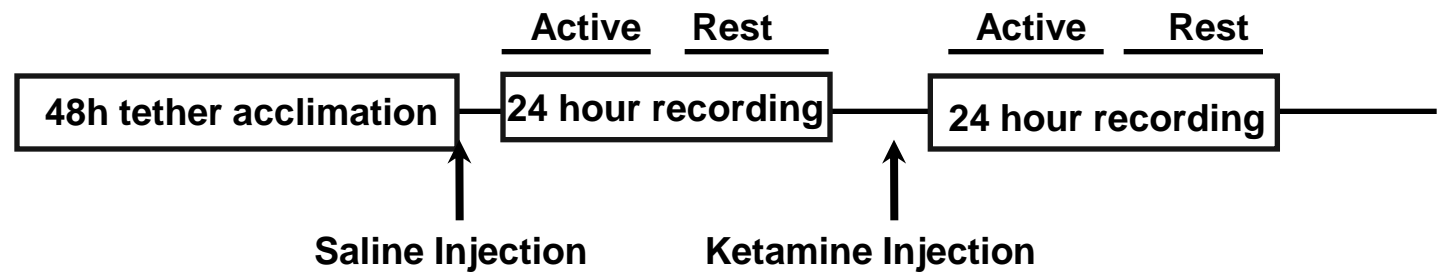 Active Rest Active Rest
48h tether acclimation 24 hour recording 24 hour recording
Saline Injection Ketamine Injection